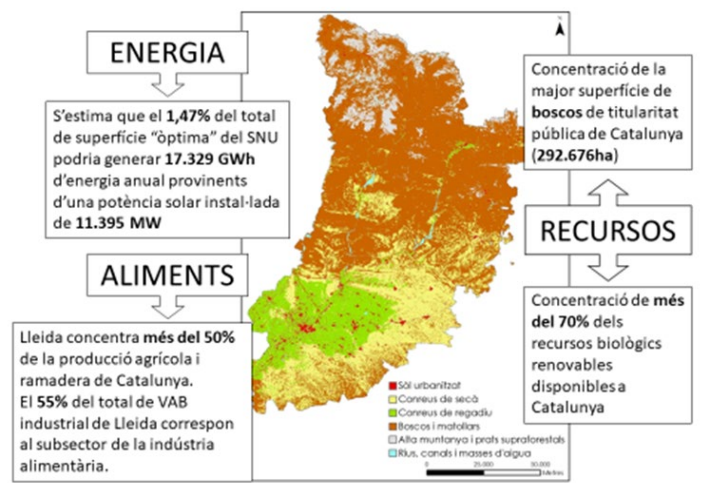 ENERGIA
S'estima que el 1,47% del total
de superfície "òptima" del SNU
podria generar 17.329 GWh
d'energia anual provinents
d'una potència solar instal·lada
de 11.395 MW
ALIMENTS
Lleida concentra més del 50%
de la producció agrícola i
ramadera de Catalunya.
El 55% del total de VAB
industrial de Lleida correspon
al subsector de la indústria
alimentària.
A
Concentració de la
major superfície de
boscos de titularitat
pública de Catalunya
(292.676ha)
RECURSOS
Concentració de més
del 70% dels
recursos biològics
renovables
disponibles a
Catalunya
Sòl urbanitzat
Conreus de secà
Conreus de regadiu
Boscos i matollars
Alta muntanya i prats supraforestals
Rius, canals i masses d'aigua
0 25.000 50.000
Metres